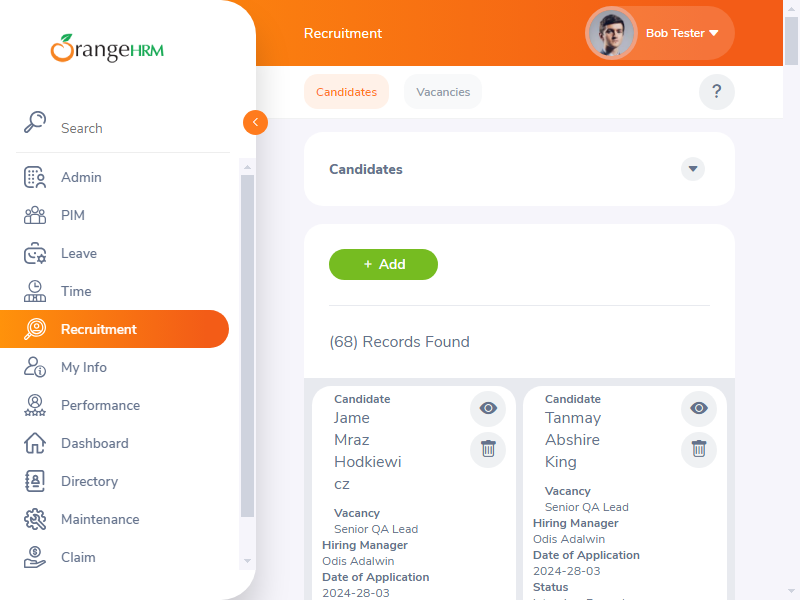 OrangeHRM
Search
Admin
PIM
Leave
Time
Recruitment
My Info
Performance
Dashboard
Directory
Maintenance
Claim
Recruitment
Bob Tester
Candidates
Vacancies
?
Candidates
+ Add
(68) Records Found
Candidate
Jame
Mraz
Hodkiewi
cz
Vacancy
Senior QA Lead
Hiring Manager
Odis Adalwin
Date of Application
2024-28-03
Candidate
Tanmay
Abshire
King
Vacancy
Senior QA Lead
Hiring Manager
Odis Adalwin
Date of Application
2024-28-03
Status